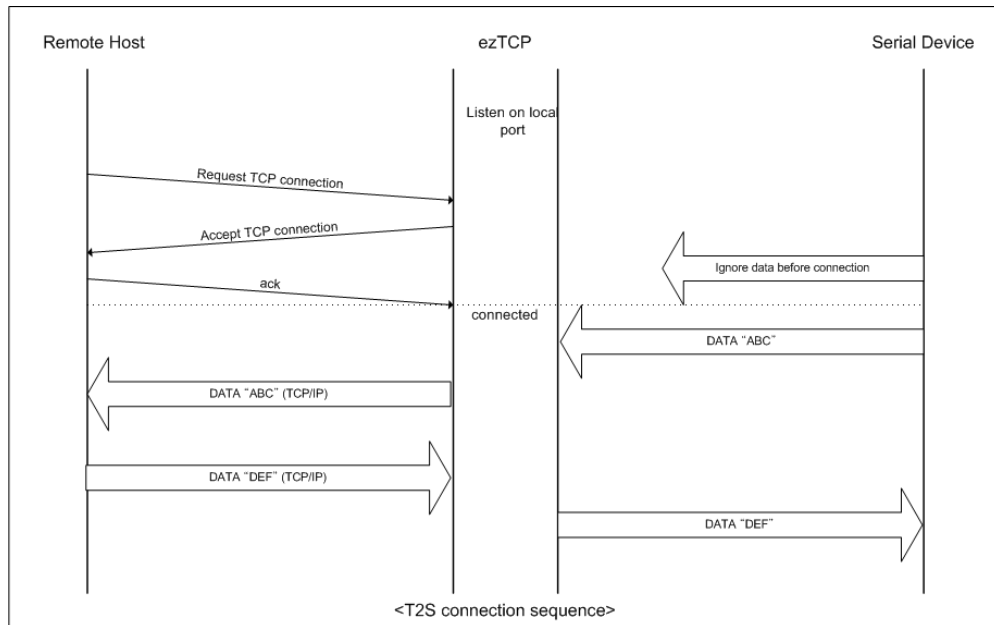 Remote Host
ezTCP
Serial Device
Listen on local
port
Request TCP connection
Accept TCP connection
Ignore data before connection
ack
connected
DATA “ABC”
DATA “ABC” (TCP/IP)
DATA “DEF” (TCP/IP)
DATA “DEF”
<T2S connection sequence>